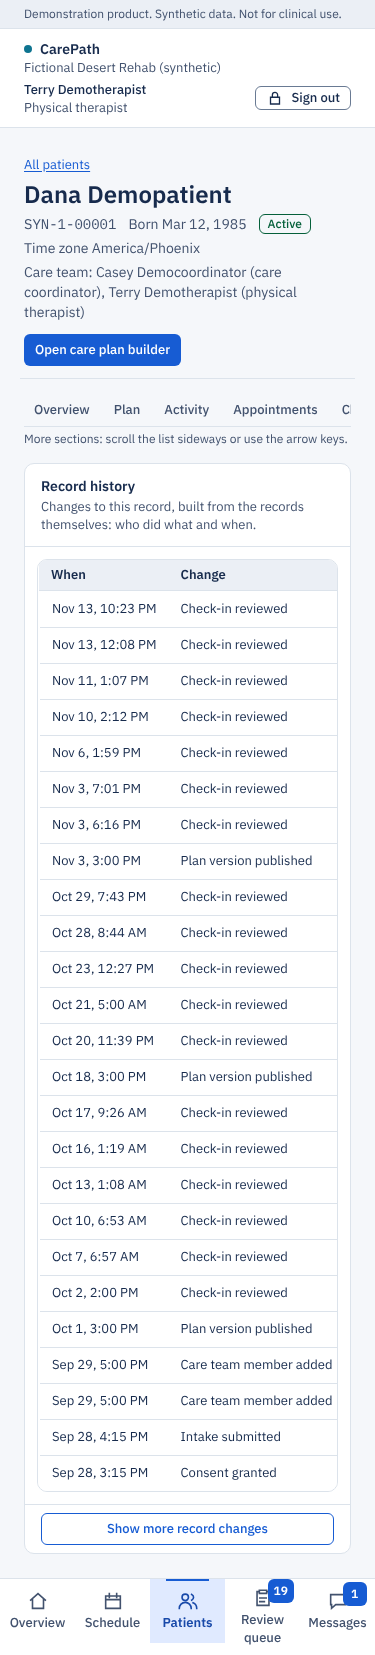 Demonstration product. Synthetic data. Not for clinical use.
CarePath
Fictional Desert Rehab (synthetic)
Terry Demotherapist
Physical therapist
Sign out
All patients
Dana Demopatient
SYN-1-00001 Born Mar 12, 1985 Active
Time zone America/Phoenix
Care team: Casey Democoordinator (care
coordinator), Terry Demotherapist (physical
therapist)
Open care plan builder
Overview Plan Activity Appointments
More sections: scroll the list sideways or use the arrow keys.
Record history
Changes to this record, built from the records
themselves: who did what and when.
When Change
Nov 13, 10:23 PM Check-in reviewed
Nov 13, 12:08 PM Check-in reviewed
Nov 11, 1:07 PM Check-in reviewed
Nov 10, 2:12 PM Check-in reviewed
Nov 6, 1:59 PM Check-in reviewed
Nov 3, 7:01 PM Check-in reviewed
Nov 3, 6:16 PM Check-in reviewed
Nov 3, 3:00 PM Plan version published
Oct 29, 7:43 PM Check-in reviewed
Oct 28, 8:44 AM Check-in reviewed
Oct 23, 12:27 PM Check-in reviewed
Oct 21, 5:00 AM Check-in reviewed
Oct 20, 11:39 PM Check-in reviewed
Oct 18, 3:00 PM Plan version published
Oct 17, 9:26 AM Check-in reviewed
Oct 16, 1:19 AM Check-in reviewed
Oct 13, 1:08 AM Check-in reviewed
Oct 10, 6:53 AM Check-in reviewed
Oct 7, 6:57 AM Check-in reviewed
Oct 2, 2:00 PM Check-in reviewed
Oct 1, 3:00 PM Plan version published
Sep 29, 5:00 PM Care team member added
Sep 29, 5:00 PM Care team member added
Sep 28, 4:15 PM Intake submitted
Sep 28, 3:15 PM Consent granted
Show more record changes
19 1
Overview Schedule Patients Review Messages
queue